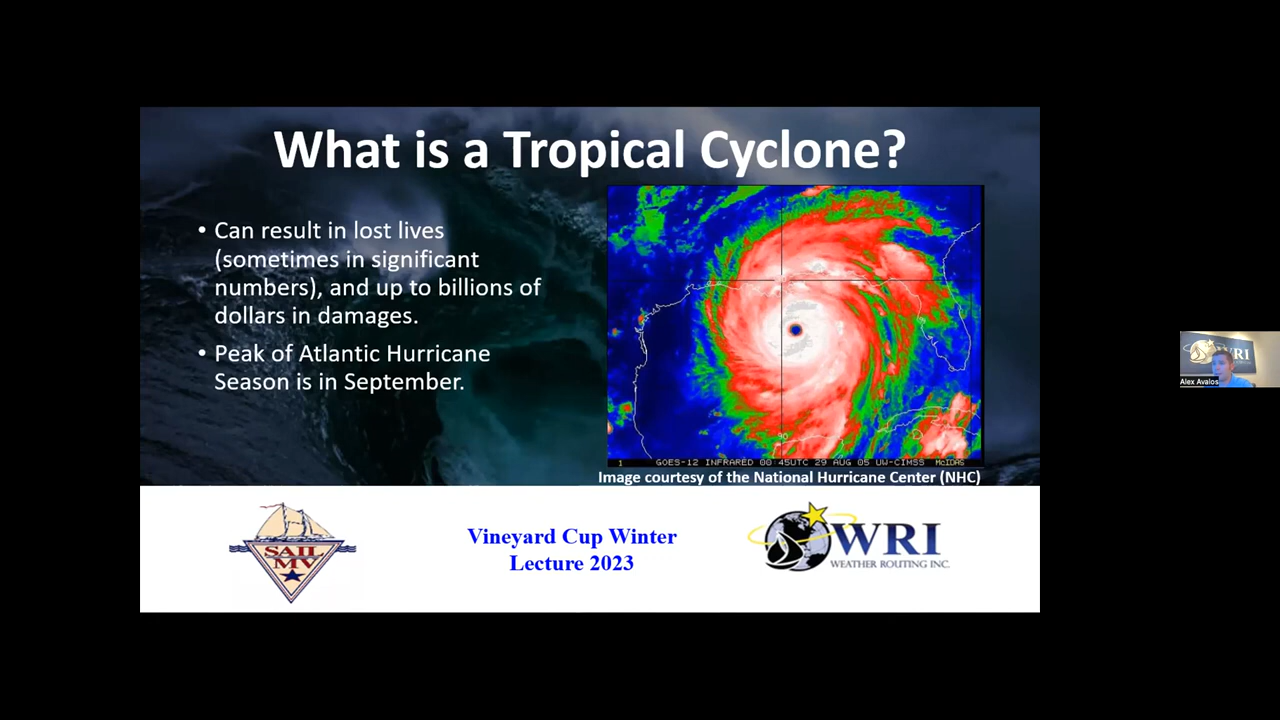 What is a Tropical Cyclone?
• Can result in lost lives
(sometimes in significant
numbers), and up to billions of
dollars in damages.
• Peak of Atlantic Hurricane
Season is in September.
90
1 GOES-12 INFRARED 00:45UTC 29 AUG 05 UW-CIMSS McIDAS
Image courtesy of the National Hurricane Center (NHC)
SAIL
MV
Vineyard Cup Winter
Lecture 2023
WRI
WEATHER ROUTING INC.
WRI
Alex Avalos